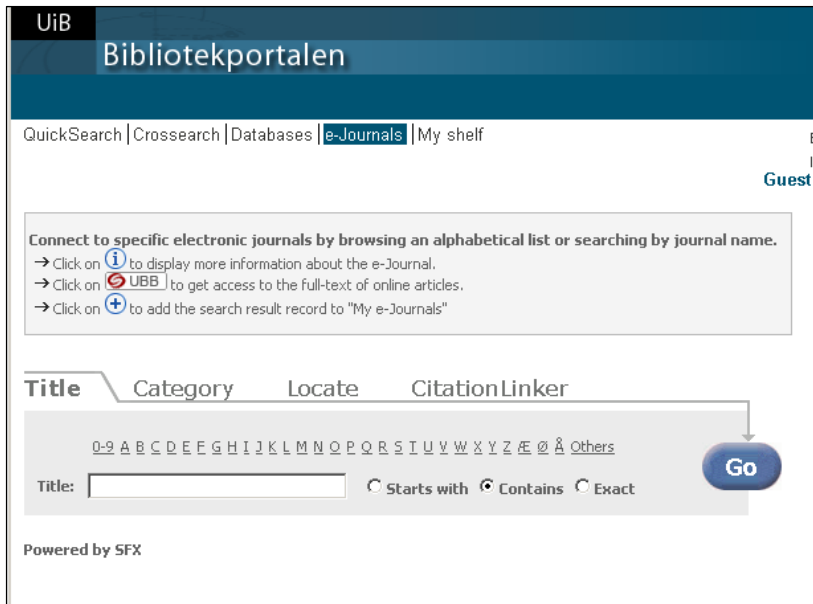 UiB
Bibliotekportalen
QuickSearch | Crossearch | Databases | e-Journals | My shelf
Guest
Connect to specific electronic journals by browsing an alphabetical list or searching by journal name.
→ Click on i to display more information about the e-Journal.
→ Click on UBB to get access to the full-text of online articles.
→ Click on + to add the search result record to "My e-Journals"
Title Category Locate CitationLinker
0-9 A B C D E F G H I J K L M N O P Q R S T U V W X Y Z Æ Ø Å Others
Title: Starts with Contains Exact Go
Powered by SFX